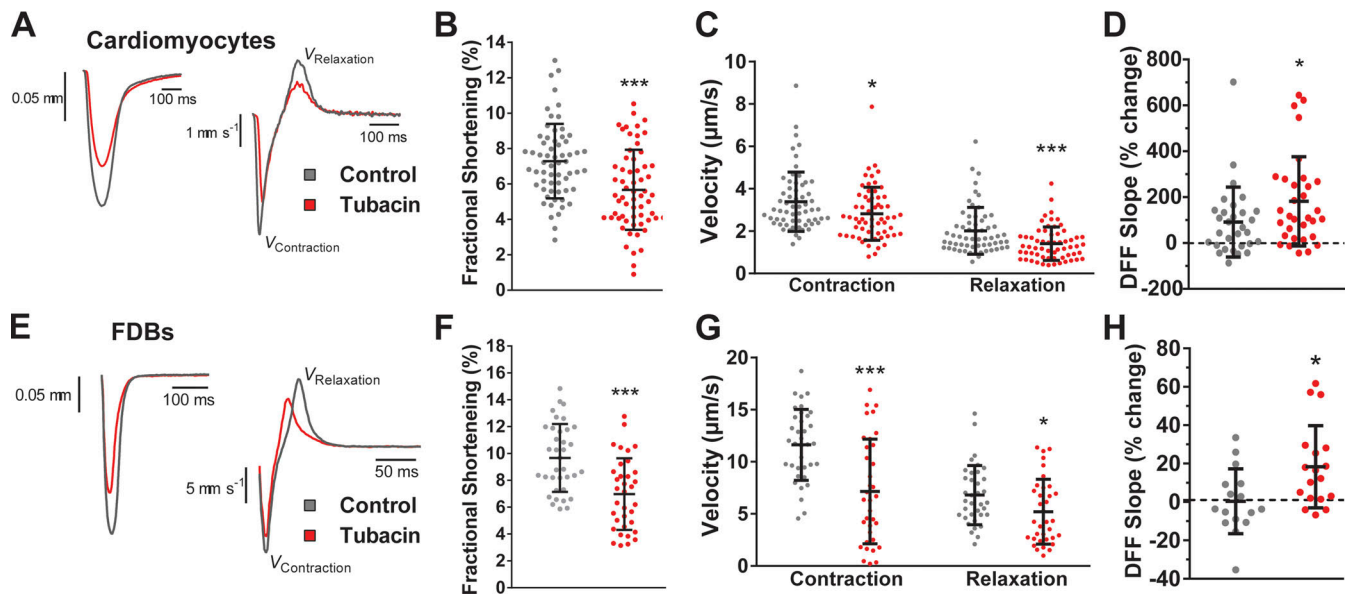 A
Cardiomyocytes
0.05 mm
100 ms
VRelaxation
1 mm s-1
100 ms
Control
Tubacin
VContraction
B
Fractional Shortening (%)
14
12
10
8
6
4
2
0
***
C
Velocity (µm/s)
10
8
6
4
2
0
*
***
Contraction
Relaxation
D
DFF Slope (% change)
800
600
400
200
0
200
*
E
FDBs
0.05 mm
100 ms
VRelaxation
50 ms
5 mm s-1
Control
Tubacin
VContraction
F
Fractional Shorteneing (%)
18
16
14
12
10
8
6
4
2
0
***
G
Velocity (µm/s)
20
15
10
5
0
***
*
Contraction
Relaxation
H
DFF Slope (% change)
80
60
40
20
0
-20
-40
*